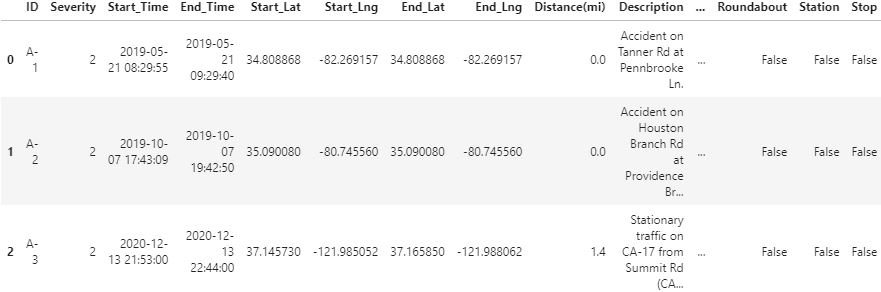 ID Severity Start_Time End_Time Start_Lat Start_Lng End_Lat End_Lng Distance(mi) Description ... Roundabout Station Stop
0 A-1 2 2019-05-21 08:29:55 2019-05-21 09:29:40 34.808868 -82.269157 34.808868 -82.269157 0.0 Accident on Tanner Rd at Pennbrooke Ln. ... False False False
1 A-2 2 2019-10-07 17:43:09 2019-10-07 19:42:50 35.090080 -80.745560 35.090080 -80.745560 0.0 Accident on Houston Branch Rd at Providence Br... ... False False False
2 A-3 2 2020-12-13 21:53:00 2020-12-13 22:44:00 37.145730 -121.985052 37.165850 -121.988062 1.4 Stationary traffic on CA-17 from Summit Rd (CA... ... False False False